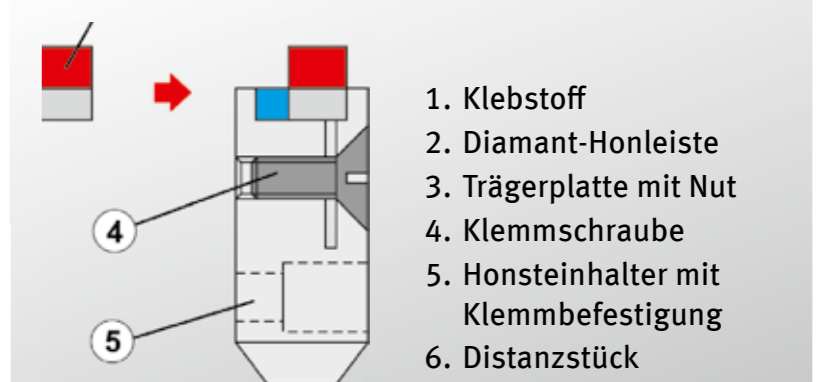 1. Klebstoff
2. Diamant-Honleiste
3. Trägerplatte mit Nut
4
4. Klemmschraube
5. Honsteinhalter mit
Klemmbefestigung
5
6. Distanzstück